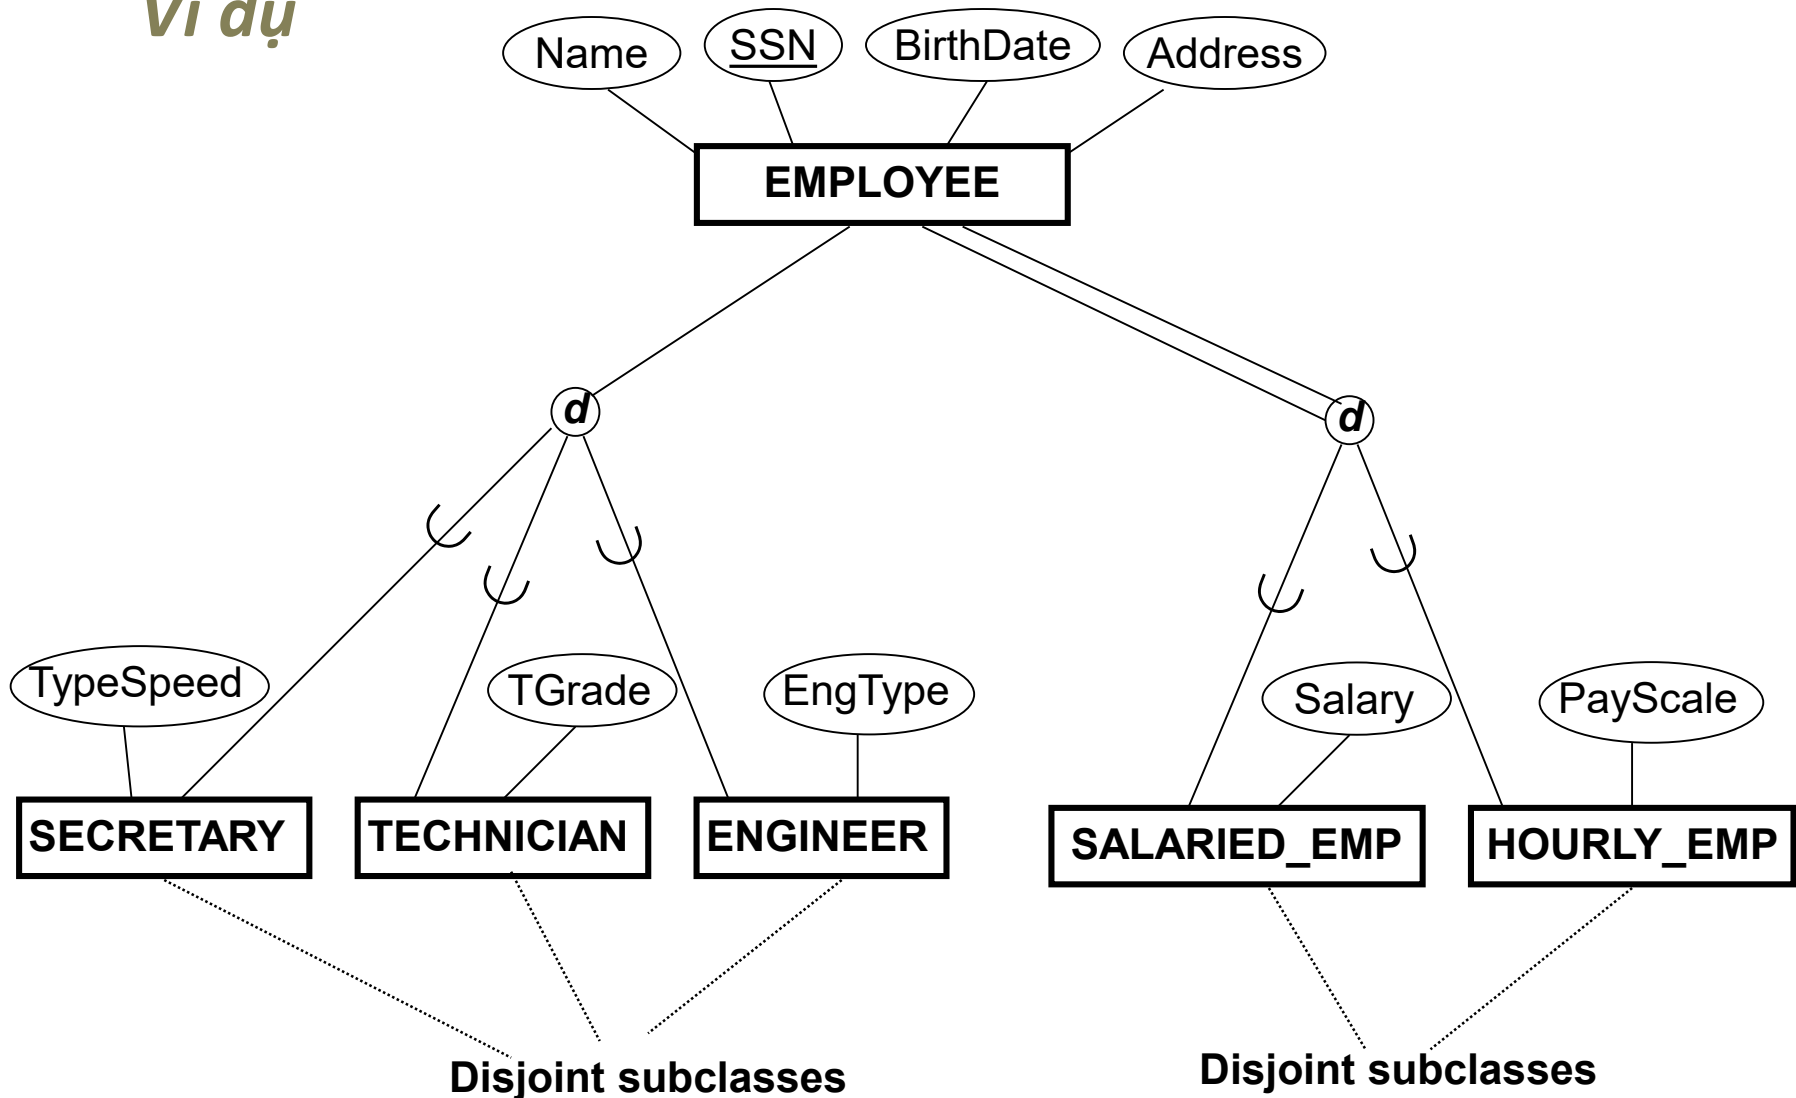 Ví dụ
Name
SSN
BirthDate
Address
EMPLOYEE
d
d
TypeSpeed
TGrade
EngType
Salary
PayScale
SECRETARY
TECHNICIAN
ENGINEER
SALARIED_EMP
HOURLY_EMP
Disjoint subclasses
Disjoint subclasses